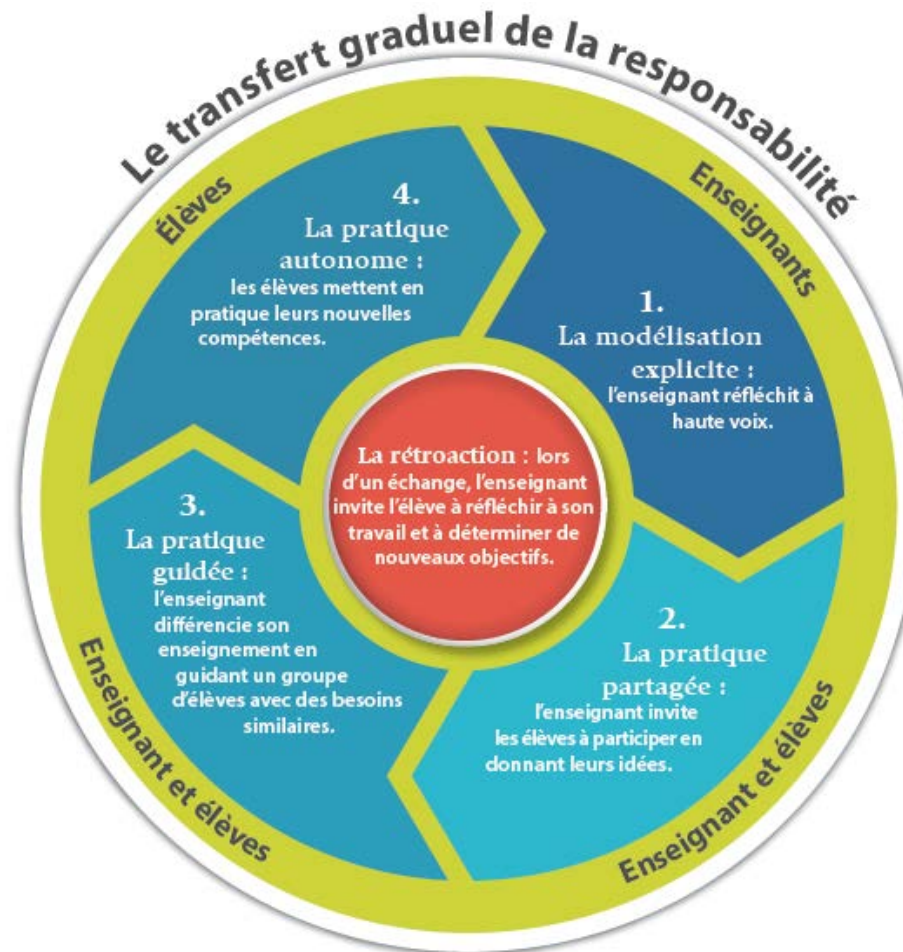 Le transfert graduel de la responsabilité
Enseignants
1.
La modélisation
explicite :
l’enseignant réfléchit à
haute voix.
2.
La pratique
partagée :
l’enseignant invite
les élèves à participer en
donnant leurs idées.
Enseignant et élèves
3.
La pratique
guidée :
l’enseignant
différencie son
enseignement en
guidant un groupe
d’élèves avec des besoins
similaires.
Enseignant et élèves
4.
La pratique
autonome :
les élèves mettent en
pratique leurs nouvelles
compétences.
Élèves
La rétroaction : lors
d’un échange, l’enseignant
invite l’élève à réfléchir à son
travail et à déterminer de
nouveaux objectifs.